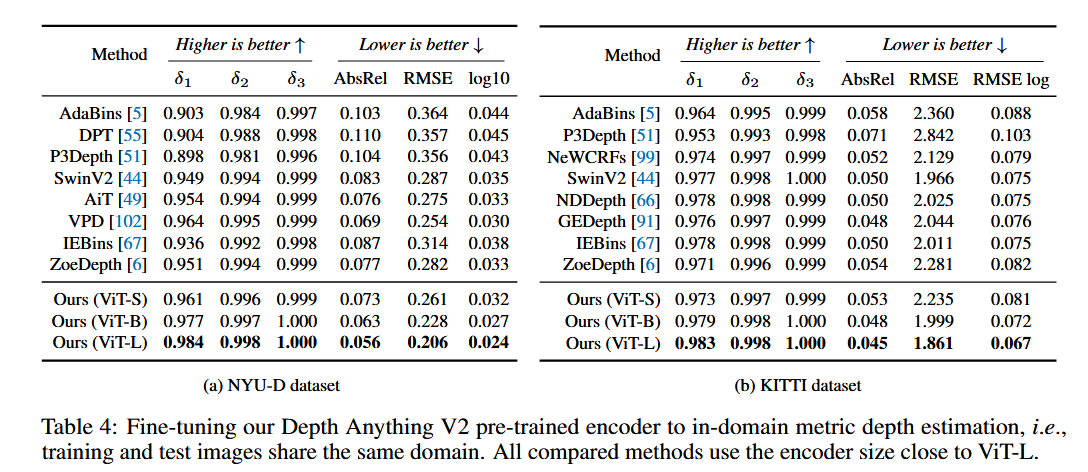 Method Higher is better ↑ Lower is better ↓
δ1 δ2 δ3 AbsRel RMSE log10
AdaBins [5] 0.903 0.984 0.997 0.103 0.364 0.044
DPT [55] 0.904 0.988 0.998 0.110 0.357 0.045
P3Depth [51] 0.898 0.981 0.996 0.104 0.356 0.043
SwinV2 [44] 0.949 0.994 0.999 0.083 0.287 0.035
AiT [49] 0.954 0.994 0.999 0.076 0.275 0.033
VPD [102] 0.964 0.995 0.999 0.069 0.254 0.030
IEBins [67] 0.936 0.992 0.998 0.087 0.314 0.038
ZoeDepth [6] 0.951 0.994 0.999 0.077 0.282 0.033
Ours (ViT-S) 0.961 0.996 0.999 0.073 0.261 0.032
Ours (ViT-B) 0.977 0.997 1.000 0.063 0.228 0.027
Ours (ViT-L) 0.984 0.998 1.000 0.056 0.206 0.024
(a) NYU-D dataset
Method Higher is better ↑ Lower is better ↓
δ1 δ2 δ3 AbsRel RMSE RMSE log
AdaBins [5] 0.964 0.995 0.999 0.058 2.360 0.088
P3Depth [51] 0.953 0.993 0.998 0.071 2.842 0.103
NeWCRFs [99] 0.974 0.997 0.999 0.052 2.129 0.079
SwinV2 [44] 0.977 0.998 1.000 0.050 1.966 0.075
NDDepth [66] 0.978 0.998 0.999 0.050 2.025 0.075
GEDepth [91] 0.976 0.997 0.999 0.048 2.044 0.076
IEBins [67] 0.978 0.998 0.999 0.050 2.011 0.075
ZoeDepth [6] 0.971 0.996 0.999 0.054 2.281 0.082
Ours (ViT-S) 0.973 0.997 0.999 0.053 2.235 0.081
Ours (ViT-B) 0.979 0.998 1.000 0.048 1.999 0.072
Ours (ViT-L) 0.983 0.998 1.000 0.045 1.861 0.067
(b) KITTI dataset
Table 4: Fine-tuning our Depth Anything V2 pre-trained encoder to in-domain metric depth estimation, i.e.,
training and test images share the same domain. All compared methods use the encoder size close to ViT-L.